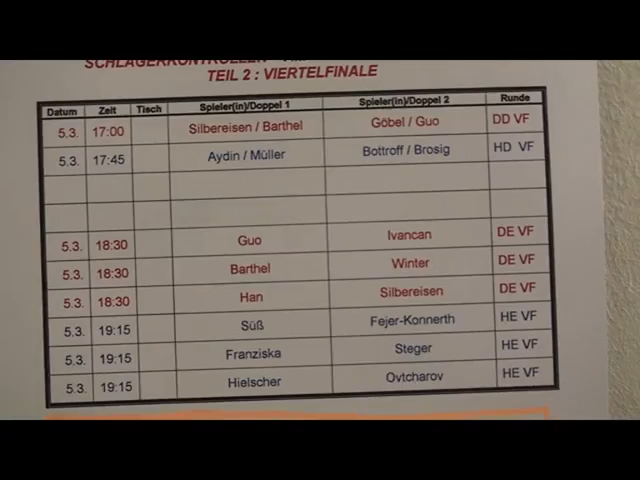 TEIL 2 : VIERTELFINALE
Datum Zeit Tisch Spieler(in)/Doppel 1 Spieler(in)/Doppel 2 Runde
5.3. 17:00 Silbereisen / Barthel Göbel / Guo DD VF
5.3. 17:45 Aydin / Müller Bottroff / Brosig HD VF
5.3. 18:30 Guo Ivancan DE VF
5.3. 18:30 Barthel Winter DE VF
5.3. 18:30 Han Silbereisen DE VF
5.3. 19:15 Süß Fejer-Konnerth HE VF
5.3. 19:15 Franziska Steger HE VF
5.3. 19:15 Hielscher Ovtcharov HE VF